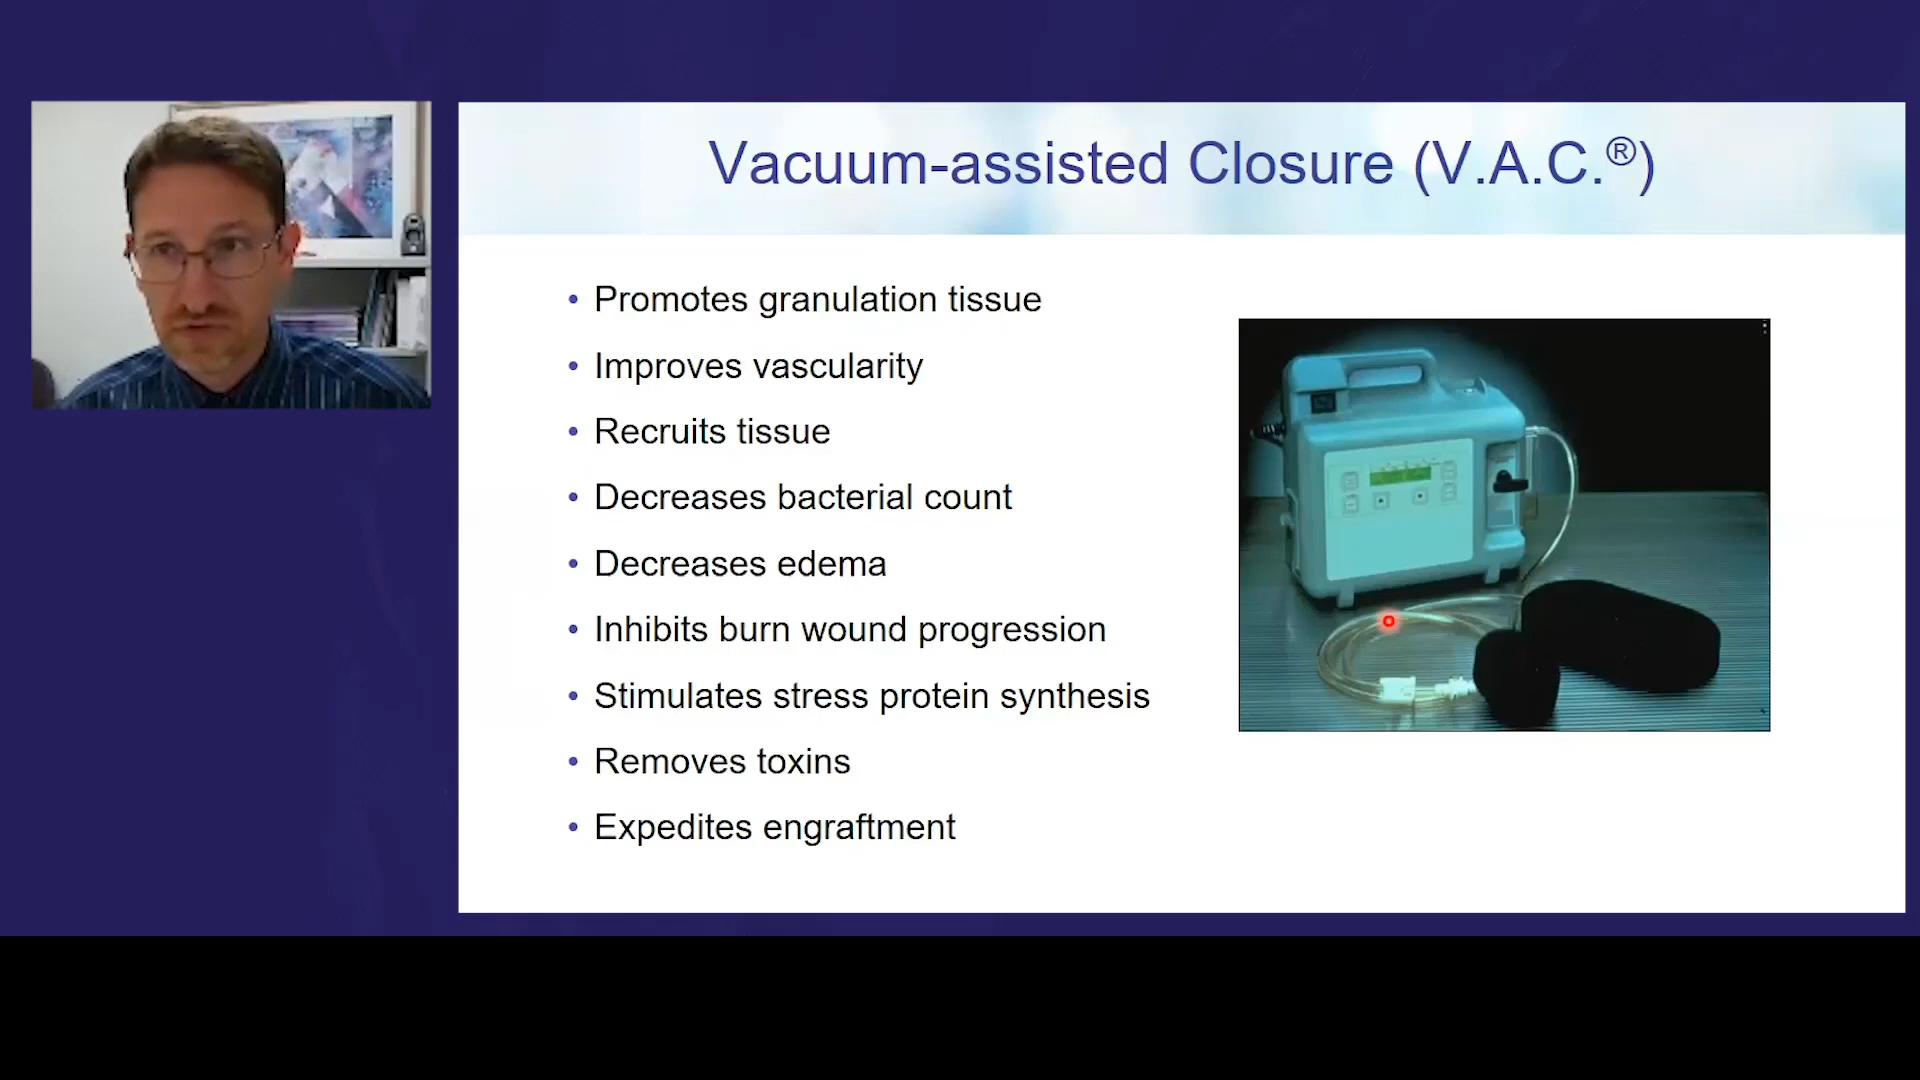 Vacuum-assisted Closure (V.A.C.®)
• Promotes granulation tissue
• Improves vascularity
• Recruits tissue
• Decreases bacterial count
• Decreases edema
• Inhibits burn wound progression
• Stimulates stress protein synthesis
• Removes toxins
• Expedites engraftment